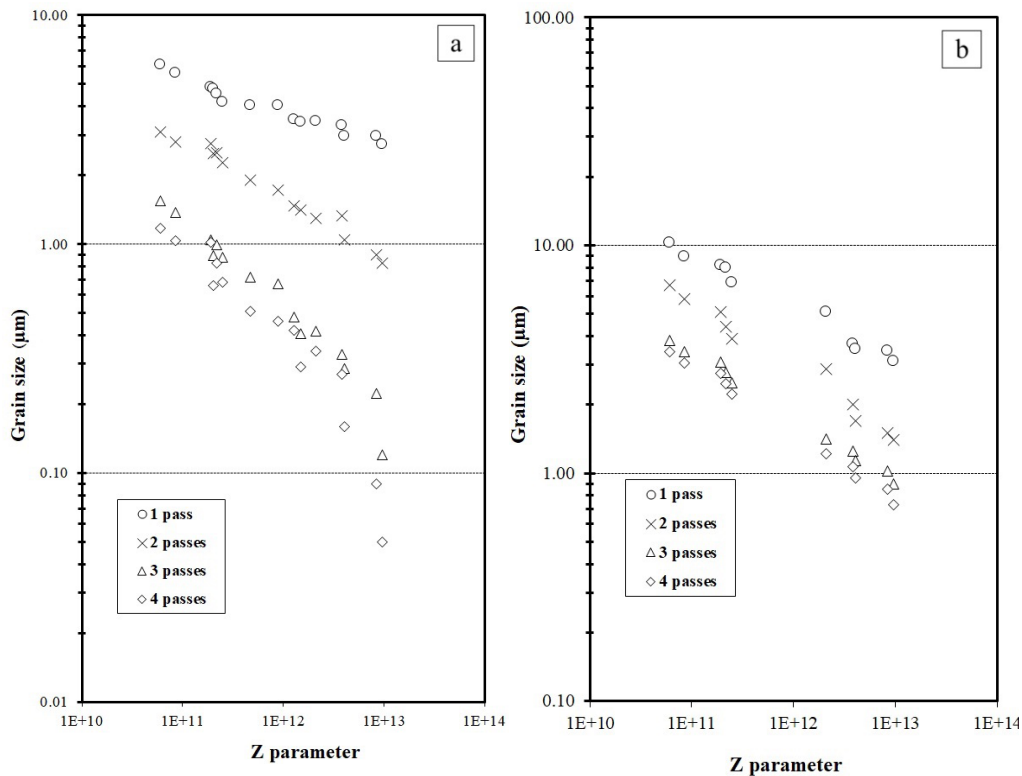 a
10.00
1.00
0.10
0.01
Grain size (µm)
1 pass
2 passes
3 passes
4 passes
1E+10 1E+11 1E+12 1E+13 1E+14
Z parameter
b
100.00
10.00
1.00
0.10
Grain size (µm)
1 pass
2 passes
3 passes
4 passes
1E+10 1E+11 1E+12 1E+13 1E+14
Z parameter